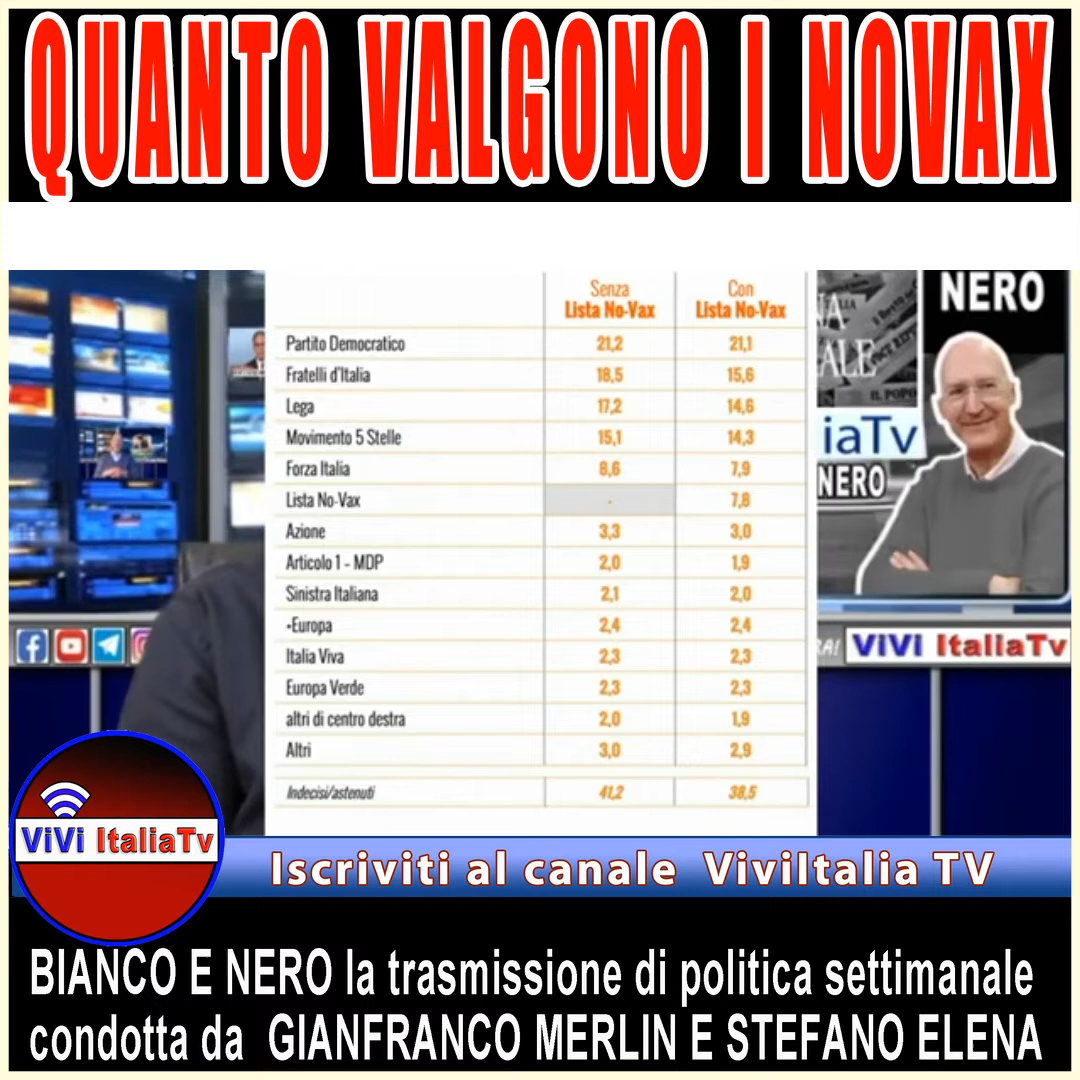 QUANTO VALGONO I NOVAX
Senza Lista No-Vax
Con Lista No-Vax
Partito Democratico 21,2 21,1
Fratelli d'Italia 18,5 15,6
Lega 17,2 14,6
Movimento 5 Stelle 15,1 14,3
Forza Italia 8,6 7,9
Lista No-Vax - 7,8
Azione 3,3 3,0
Articolo 1 - MDP 2,0 1,9
Sinistra Italiana 2,1 2,0
+Europa 2,4 2,4
Italia Viva 2,3 2,3
Europa Verde 2,3 2,3
altri di centro destra 2,0 1,9
Altri 3,0 2,9
Indecisi/astenuti 41,2 38,5
NERO
NA
ALE
IL POPO
iaTv
NERO
RA! ViVi ItaliaTv
ViVi ItaliaTv
Iscriviti al canale ViviItalia TV
BIANCO E NERO la trasmissione di politica settimanale
condotta da GIANFRANCO MERLIN E STEFANO ELENA